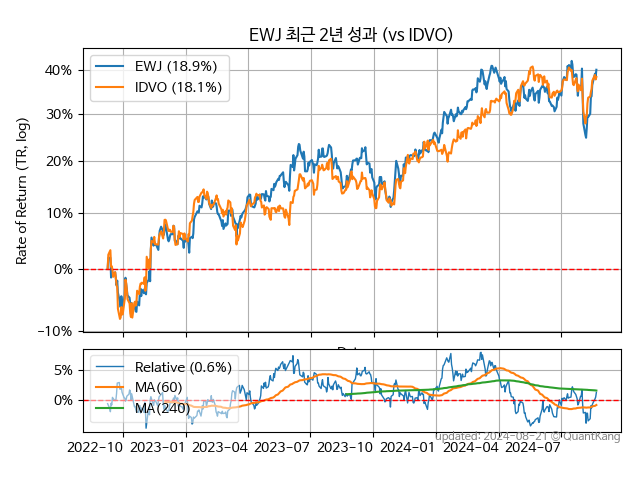 EWJ 최근 2년 성과 (vs IDVO)
EWJ (18.9%)
IDVO (18.1%)
Rate of Return (TR, log)
40%
30%
20%
10%
0%
−10%
Relative (0.6%)
MA(60)
MA(240)
5%
0%
2022-10 2023-01 2023-04 2023-07 2023-10 2024-01 2024-04 2024-07
updated: 2024-08-21 © QuantKang